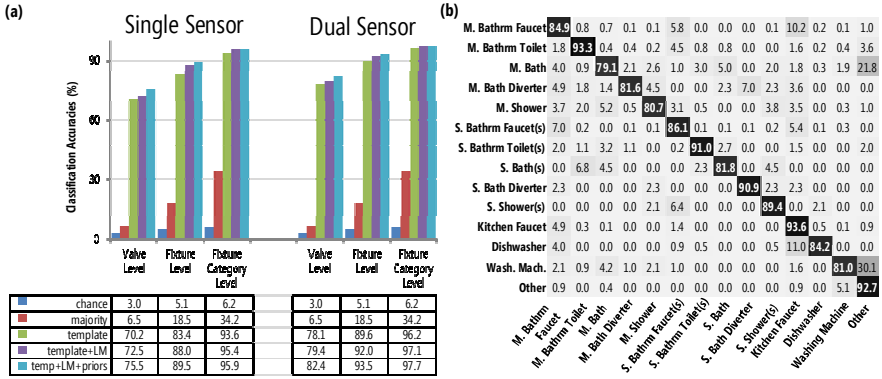 (a)
Single Sensor
Dual Sensor
Classification Accuracies (%)
90
60
30
0
Valve Level
Fixture Level
Fixture Category Level
Valve Level
Fixture Level
Fixture Category Level
chance 3.0 5.1 6.2 3.0 5.1 6.2
majority 6.5 18.5 34.2 6.5 18.5 34.2
template 70.2 83.4 93.6 78.1 89.6 96.2
template+LM 72.5 88.0 95.4 79.4 92.0 97.1
temp+LM+priors 75.5 89.5 95.9 82.4 93.5 97.7
(b)
M. Bathrm Faucet 84.9 0.8 0.7 0.1 0.1 5.8 0.0 0.0 0.0 0.1 10.2 0.2 0.1 1.0
M. Bathrm Toilet 1.8 93.3 0.4 0.4 0.2 4.5 0.8 0.8 0.0 0.0 1.6 0.2 0.4 3.6
M. Bath 4.0 0.9 79.1 2.1 2.6 1.0 3.0 5.0 0.0 2.0 1.8 0.3 1.9 21.8
M. Bath Diverter 4.9 1.8 1.4 81.6 4.5 0.0 0.0 2.3 7.0 2.3 3.6 0.0 0.0 0.0
M. Shower 3.7 2.0 5.2 0.5 80.7 3.1 0.5 0.0 0.0 3.8 3.5 0.0 0.3 1.0
S. Bathrm Faucet(s) 7.0 0.2 0.0 0.1 0.1 86.1 0.1 0.1 0.1 0.2 5.4 0.1 0.3 0.0
S. Bathrm Toilet(s) 2.0 1.1 3.2 1.1 0.0 0.2 91.0 2.7 0.0 0.0 1.5 0.0 0.0 2.0
S. Bath(s) 0.0 6.8 4.5 0.0 0.0 0.0 2.3 81.8 0.0 4.5 0.0 0.0 0.0 0.0
S. Bath Diverter 2.3 0.0 0.0 0.0 2.3 0.0 0.0 0.0 90.9 2.3 2.3 0.0 0.0 0.0
S. Shower(s) 0.0 0.0 0.0 0.0 2.1 6.4 0.0 0.0 0.0 89.4 0.0 2.1 0.0 0.0
Kitchen Faucet 4.9 0.3 0.1 0.0 0.0 1.4 0.0 0.0 0.0 0.0 93.6 0.5 0.1 0.9
Dishwasher 4.0 0.0 0.0 0.0 0.0 0.9 0.5 0.0 0.0 0.5 11.0 84.2 0.0 0.0
Wash. Mach. 2.1 0.9 4.2 1.0 2.1 1.0 0.0 0.0 0.0 0.0 1.6 0.0 81.0 30.1
Other 0.9 0.0 0.4 0.0 0.0 0.0 0.0 0.0 0.0 0.0 0.9 0.0 5.1 92.7
M. Bathrm Faucet
M. Bathrm Toilet
M. Bath
M. Bath Diverter
M. Shower
S. Bathrm Faucet(s)
S. Bathrm Toilet(s)
S. Bath
S. Bath Diverter
S. Shower(s)
Kitchen Faucet
Dishwasher
Washing Machine
Other